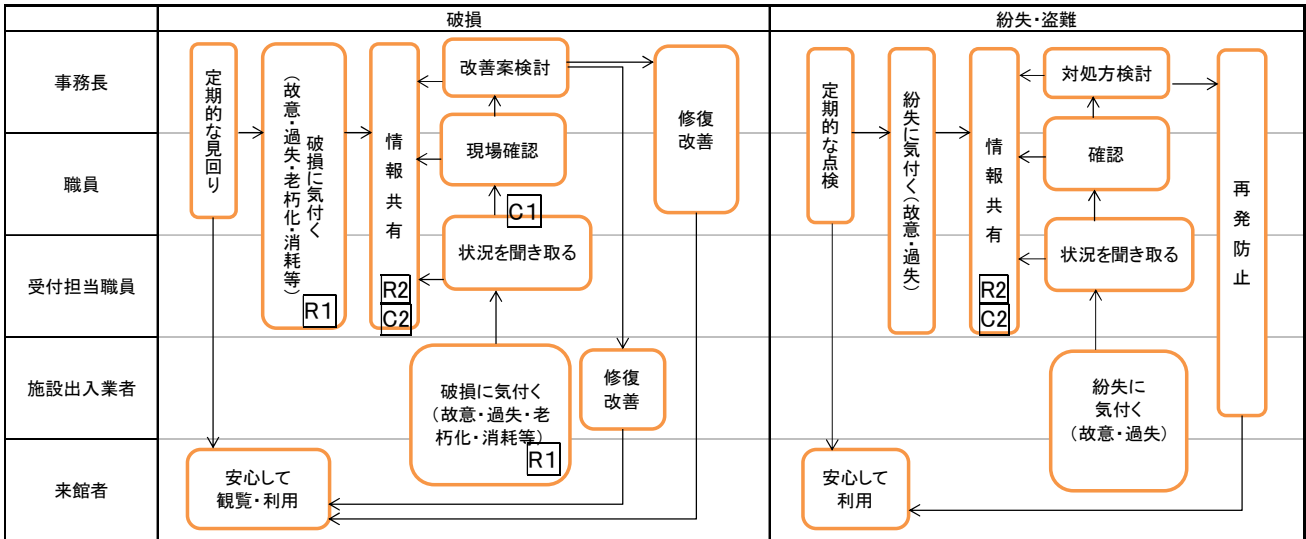 破損
紛失・盗難
事務長
職員
受付担当職員
施設出入業者
来館者
定期的な見回り
破損に気付く
（故意・過失・老朽化・消耗等）
R1
情報共有
R2
C2
改善案検討
現場確認
C1
状況を聞き取る
破損に気付く
（故意・過失・老
朽化・消耗等）
R1
修復
改善
修復
改善
安心して
観覧・利用
定期的な点検
紛失に気付く（故意・過失）
情報共有
R2
C2
対処方検討
確認
状況を聞き取る
紛失に
気付く
（故意・過失）
再発防止
安心して
利用